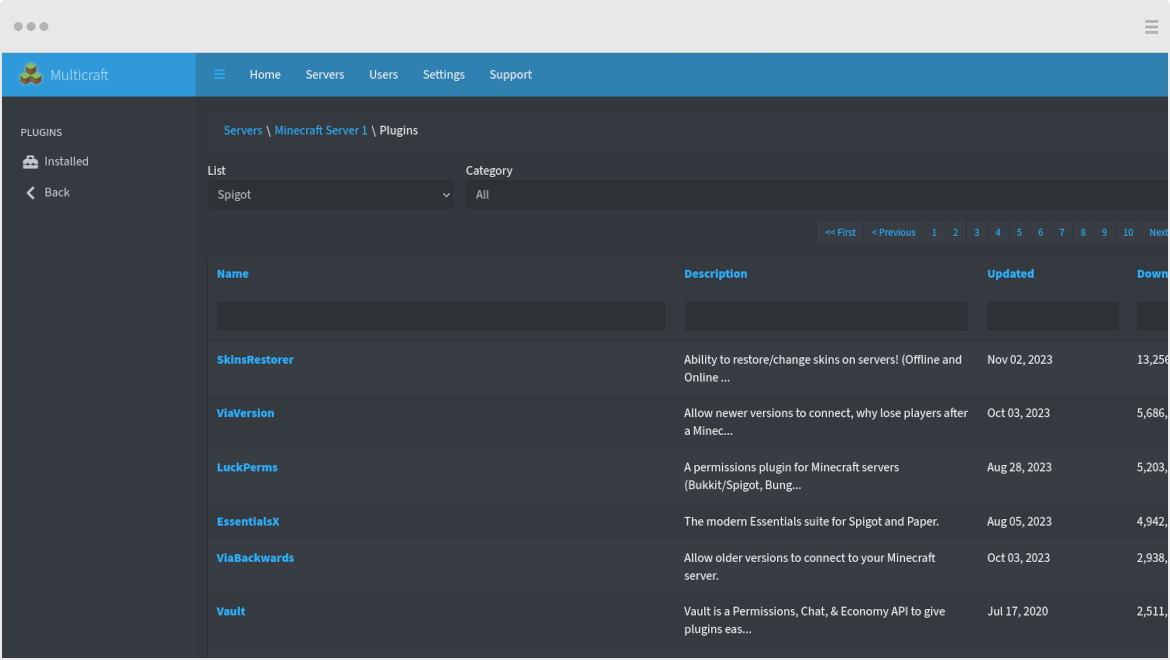 Multicraft
Home Servers Users Settings Support
PLUGINS
Installed
Back
Servers \ Minecraft Server 1 \ Plugins
List Category
Spigot All
<< First < Previous 1 2 3 4 5 6 7 8 9 10 Next
Name Description Updated Down
SkinsRestorer Ability to restore/change skins on servers! (Offline and Nov 02, 2023 13,256
Online ...
ViaVersion Allow newer versions to connect, why lose players after Oct 03, 2023 5,686,
a Minec...
LuckPerms A permissions plugin for Minecraft servers Aug 28, 2023 5,203,
(Bukkit/Spigot, Bung...
EssentialsX The modern Essentials suite for Spigot and Paper. Aug 05, 2023 4,942,
ViaBackwards Allow older versions to connect to your Minecraft Oct 03, 2023 2,938,
server.
Vault Vault is a Permissions, Chat, & Economy API to give Jul 17, 2020 2,511,
plugins eas...